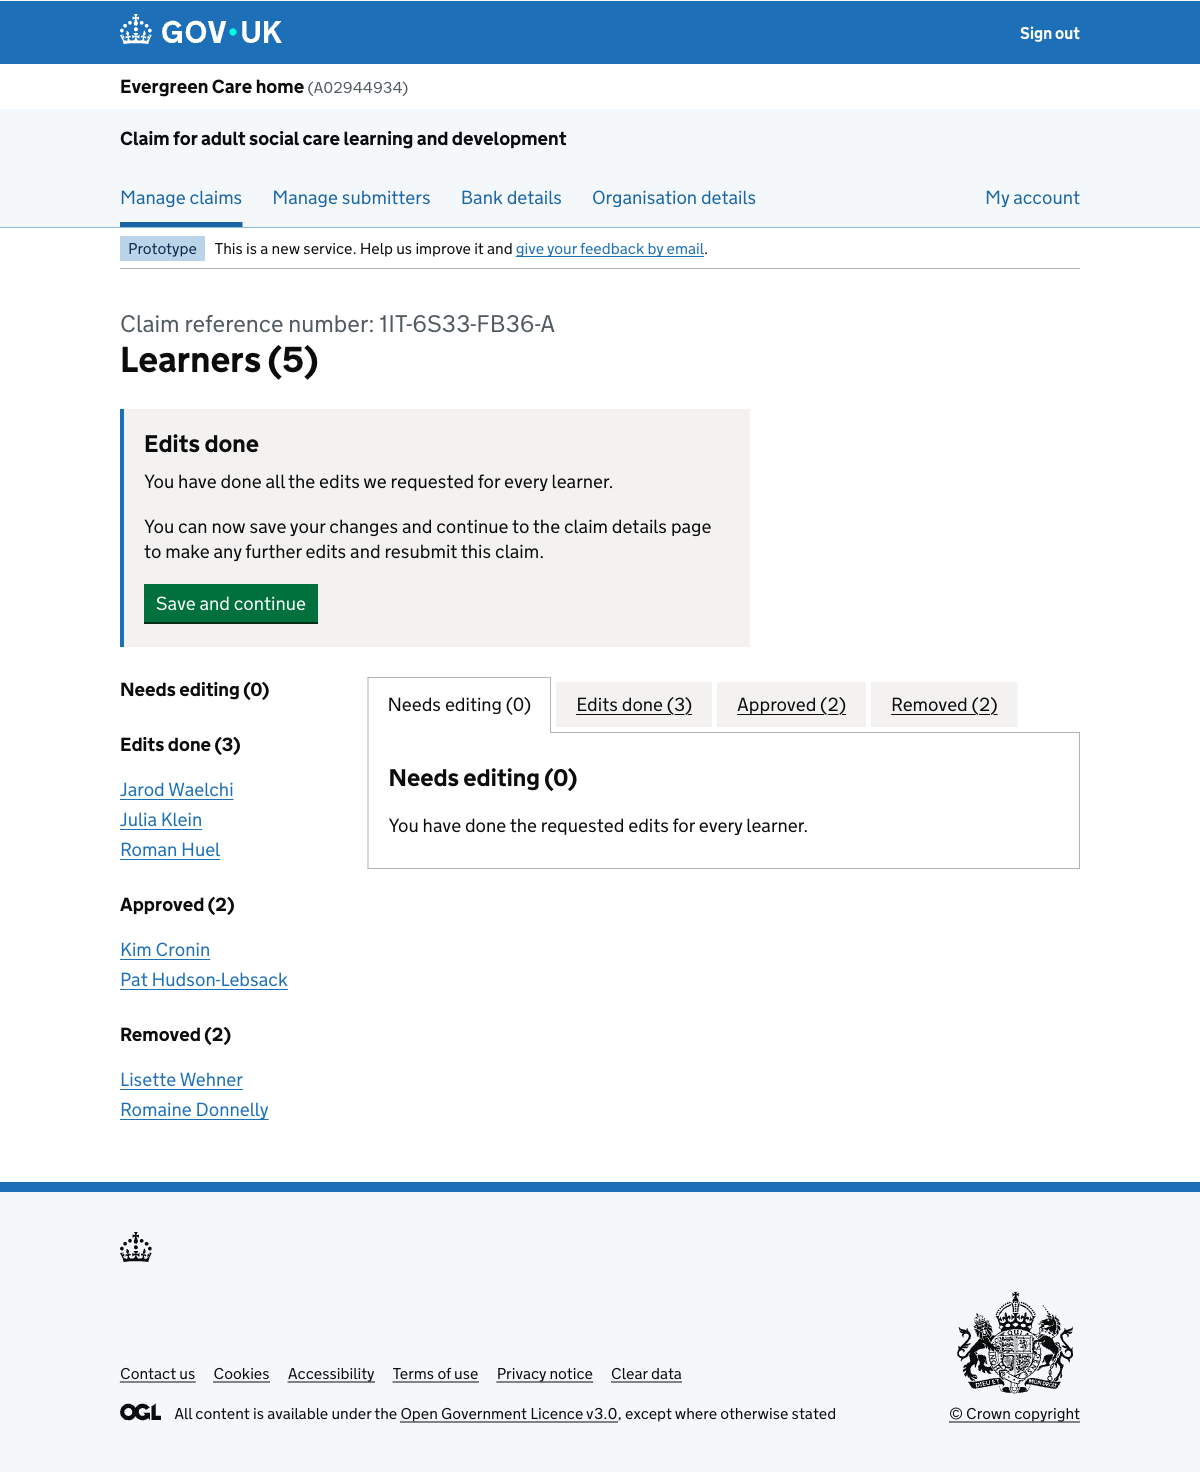 GOV·UK
Sign out
Evergreen Care home (A02944934)
Claim for adult social care learning and development
Manage claims Manage submitters Bank details Organisation details My account
Prototype This is a new service. Help us improve it and give your feedback by email.
Claim reference number: 1IT-6S33-FB36-A
Learners (5)
Edits done
You have done all the edits we requested for every learner.
You can now save your changes and continue to the claim details page
to make any further edits and resubmit this claim.
Save and continue
Needs editing (0)
Edits done (3)
Jarod Waelchi
Julia Klein
Roman Huel
Approved (2)
Kim Cronin
Pat Hudson-Lebsack
Removed (2)
Lisette Wehner
Romaine Donnelly
Needs editing (0) Edits done (3) Approved (2) Removed (2)
Needs editing (0)
You have done the requested edits for every learner.
Contact us Cookies Accessibility Terms of use Privacy notice Clear data
OGL All content is available under the Open Government Licence v3.0, except where otherwise stated
© Crown copyright